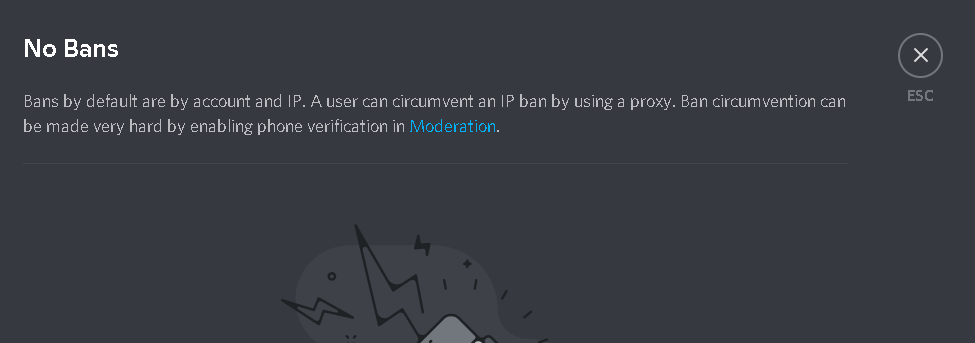 No Bans
Bans by default are by account and IP. A user can circumvent an IP ban by using a proxy. Ban circumvention can
be made very hard by enabling phone verification in Moderation.
ESC